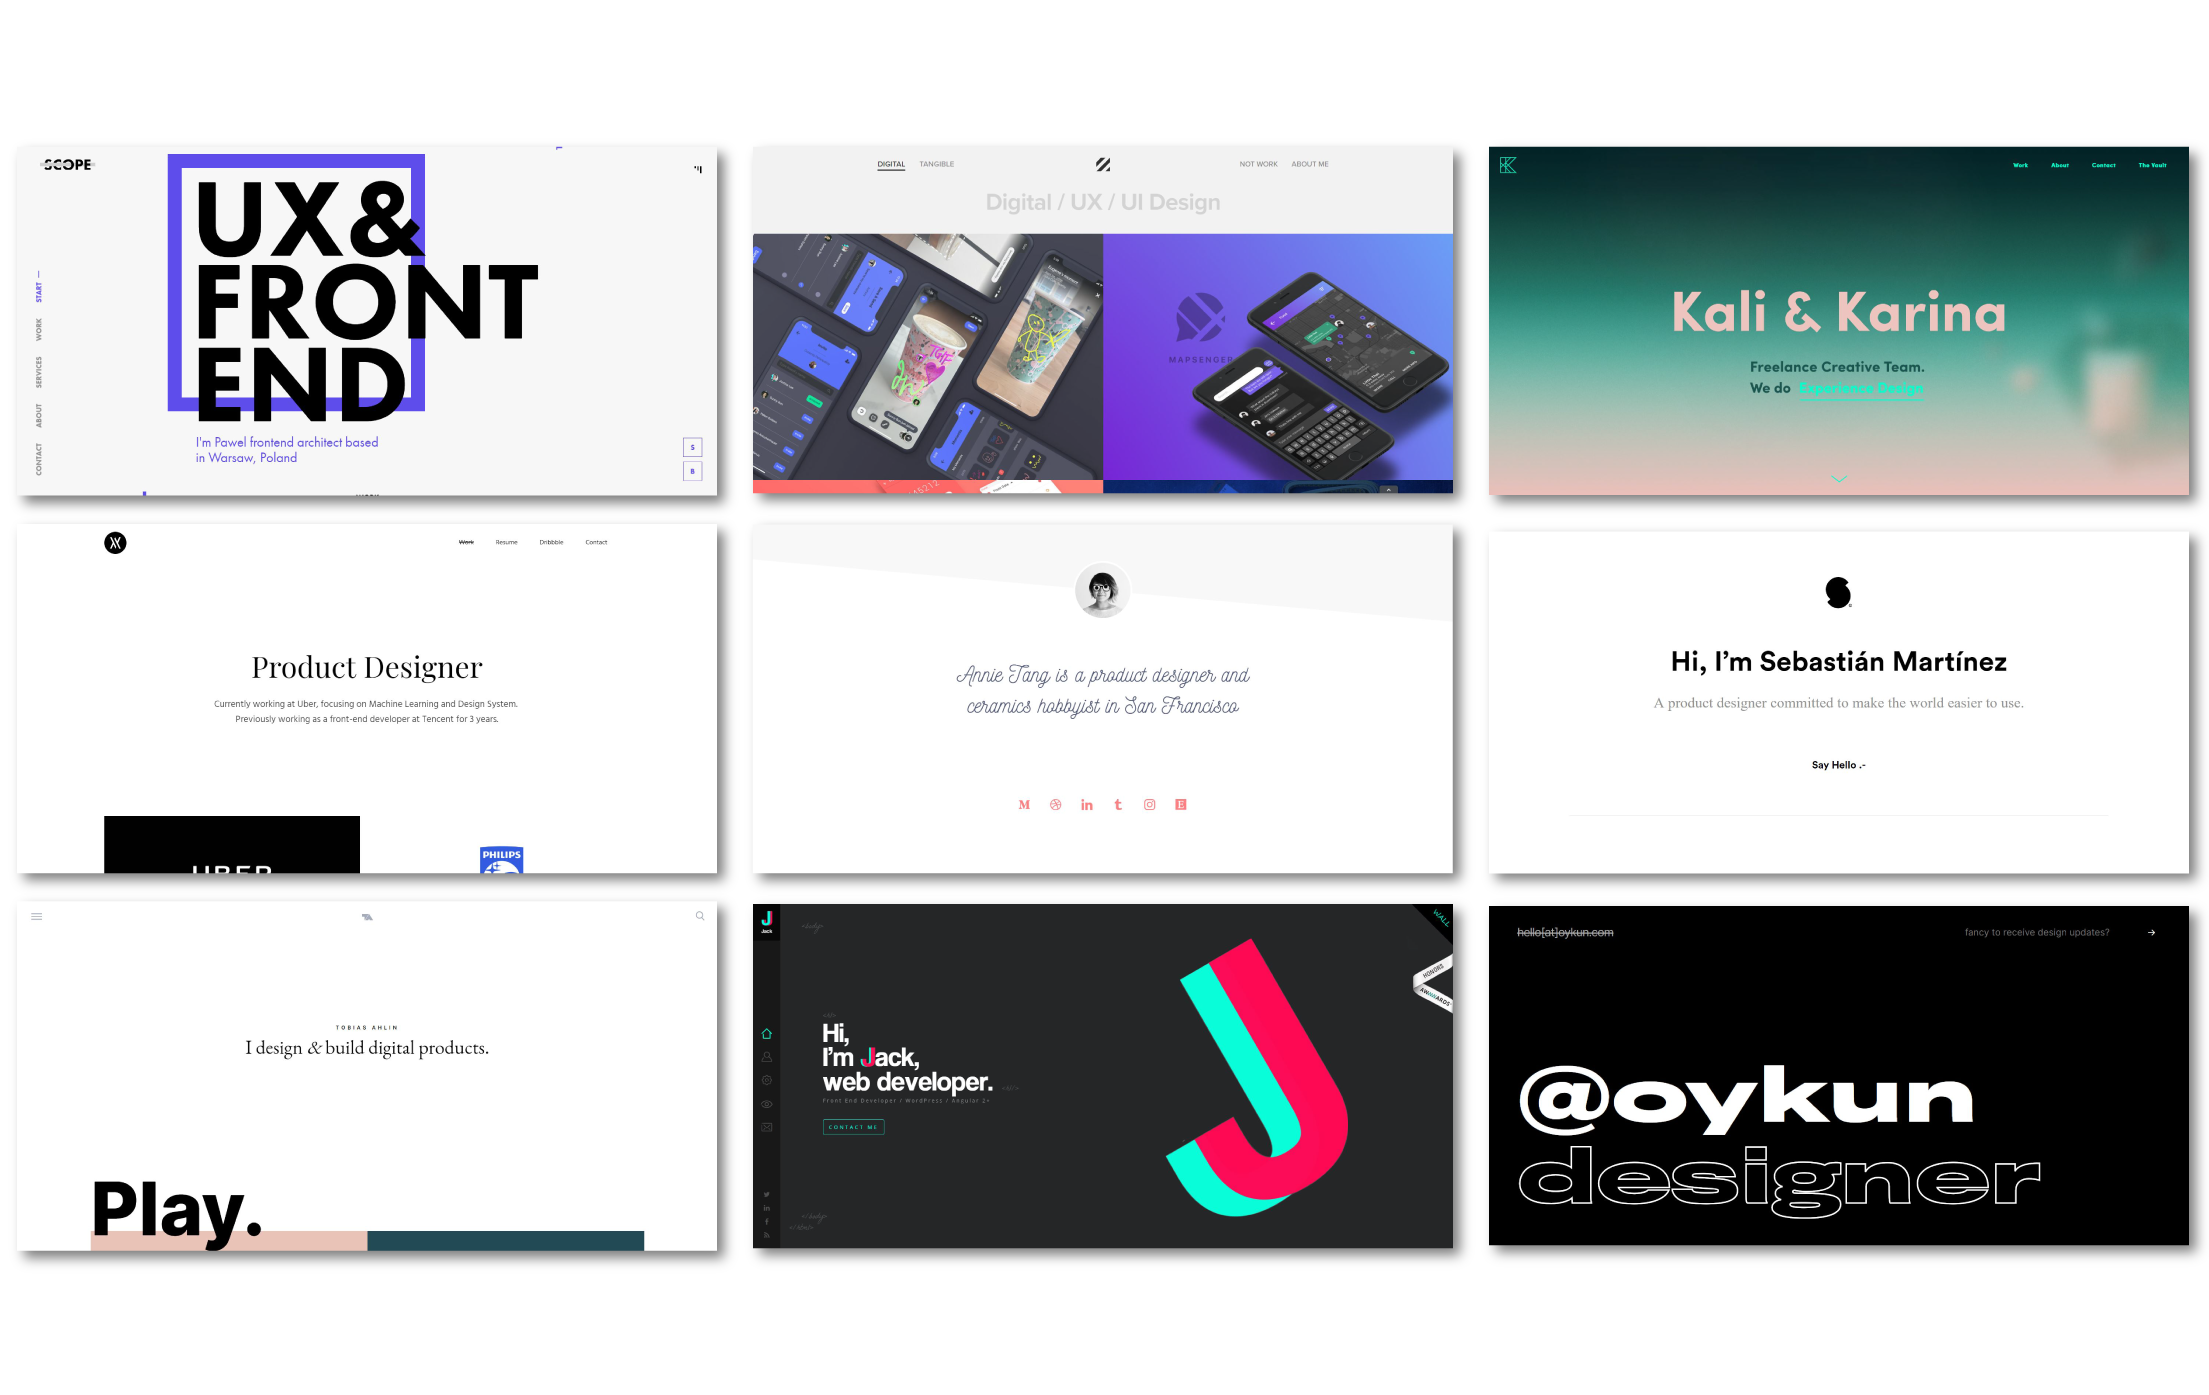 SCOPE
UX&
FRONT
END
I'm Pawel frontend architect based
in Warsaw, Poland
START
WORK
SERVICES
ABOUT
CONTACT
S
B
DIGITAL TANGIBLE NOT WORK ABOUT ME
Digital / UX / UI Design
MAPSENGER
Work About Contact The Vault
Kali & Karina
Freelance Creative Team.
We do Experience Design
Work Resume Dribbble Contact
Product Designer
Currently working at Uber, focusing on Machine Learning and Design System.
Previously working as a front-end developer at Tencent for 3 years.
UBER
PHILIPS
Annie Tang is a product designer and
ceramics hobbyist in San Francisco
Hi, I'm Sebastián Martínez
A product designer committed to make the world easier to use.
Say Hello .-
TOBIAS AHLIN
I design & build digital products.
Play.
J
Jack
<body>
WALL
HONORS
AWWWARDS
Hi,
I'm Jack,
web developer.
Front End Developer / WordPress / Angular 2+
CONTACT ME
</body>
</html>
J
hello[at]oykun.com
fancy to receive design updates?
@oykun
designer